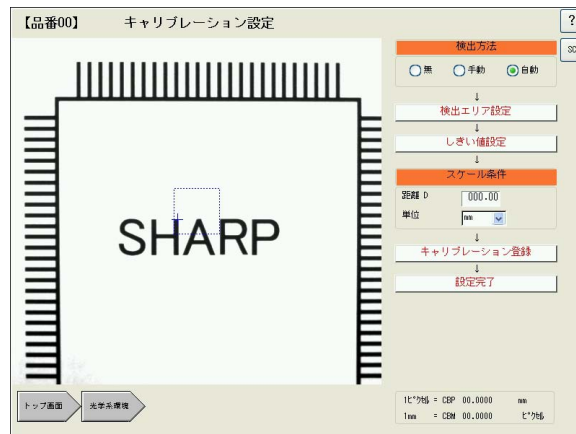 【品番00】 キャリブレーション設定
?
SC
検出方法
無 手動 自動
↓
検出エリア設定
↓
しきい値設定
↓
スケール条件
距離 D 000.00
単位 mm
↓
キャリブレーション登録
↓
設定完了
SHARP
トップ画面 光学系環境
1ピクセル = CBP 00.0000 mm
1mm = CBM 00.0000 ピクセル